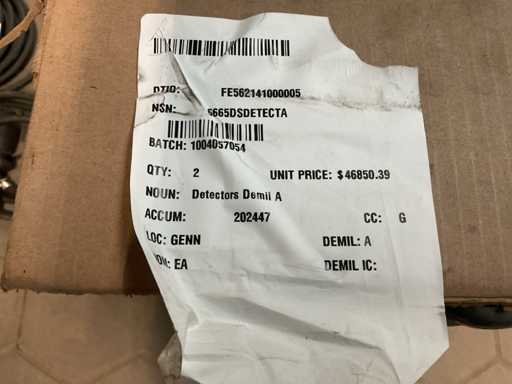 DTID: FE562141000005
NSN: 6665DSDETECTA
BATCH: 1004057054
QTY: 2 UNIT PRICE: $46850.39
NOUN: Detectors Demil A
ACCUM: 202447 CC: G
LOC: GENN DEMIL: A
EA DEMIL IC: